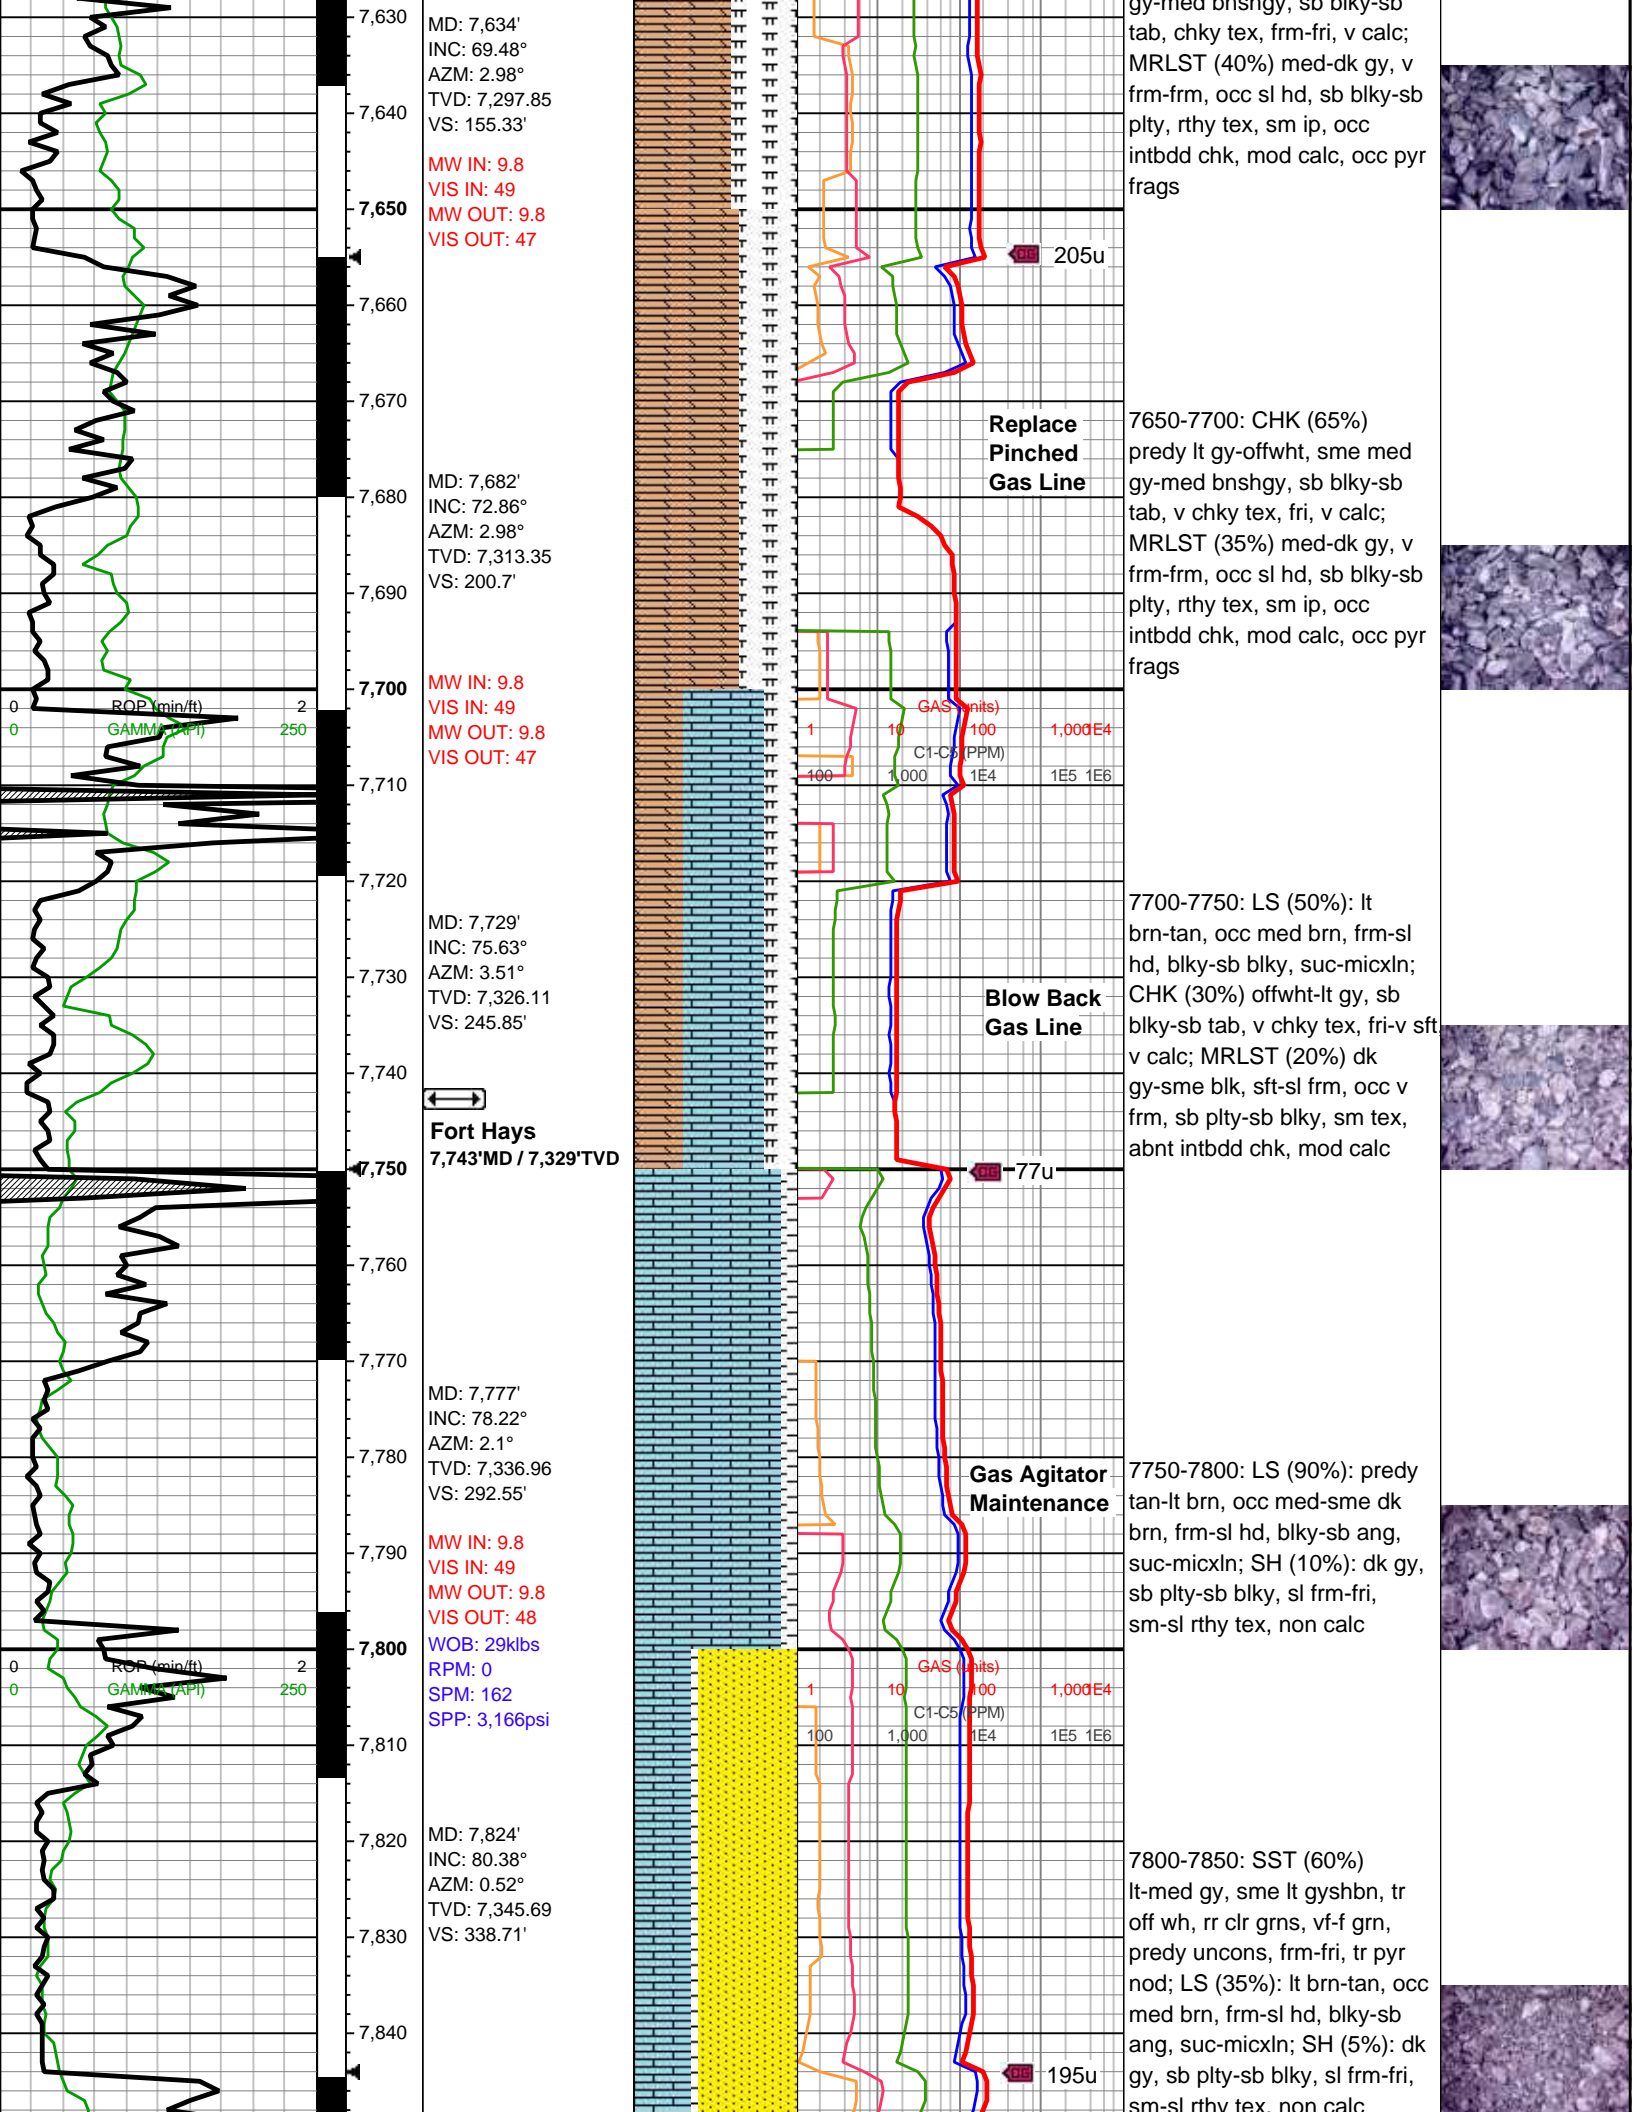 7,630
7,640
7,650
7,660
7,670
7,680
7,690
7,700
7,710
7,720
7,730
7,740
7,750
7,760
7,770
7,780
7,790
7,800
7,810
7,820
7,830
7,840
0 ROP (min/ft) 2
0 GAMMA (API) 250
0 ROP (min/ft) 2
0 GAMMA (API) 250
MD: 7,634'
INC: 69.48°
AZM: 2.98°
TVD: 7,297.85
VS: 155.33'
MW IN: 9.8
VIS IN: 49
MW OUT: 9.8
VIS OUT: 47
MD: 7,682'
INC: 72.86°
AZM: 2.98°
TVD: 7,313.35
VS: 200.7'
MW IN: 9.8
VIS IN: 49
MW OUT: 9.8
VIS OUT: 47
MD: 7,729'
INC: 75.63°
AZM: 3.51°
TVD: 7,326.11
VS: 245.85'
Fort Hays
7,743'MD / 7,329'TVD
MD: 7,777'
INC: 78.22°
AZM: 2.1°
TVD: 7,336.96
VS: 292.55'
MW IN: 9.8
VIS IN: 49
MW OUT: 9.8
VIS OUT: 48
WOB: 29klbs
RPM: 0
SPM: 162
SPP: 3,166psi
MD: 7,824'
INC: 80.38°
AZM: 0.52°
TVD: 7,345.69
VS: 338.71'
CG 205u
Replace
Pinched
Gas Line
GAS (units)
1 10 100 1,000 1E4
C1-C5 (PPM)
100 1,000 1E4 1E5 1E6
Blow Back
Gas Line
CG 77u
Gas Agitator
Maintenance
GAS (units)
1 10 100 1,000 1E4
C1-C5 (PPM)
100 1,000 1E4 1E5 1E6
CG 195u
gy-med bnshgy, sb blky-sb
tab, chky tex, frm-fri, v calc;
MRLST (40%) med-dk gy, v
frm-frm, occ sl hd, sb blky-sb
plty, rthy tex, sm ip, occ
intbdd chk, mod calc, occ pyr
frags
7650-7700: CHK (65%)
predy lt gy-offwht, sme med
gy-med bnshgy, sb blky-sb
tab, v chky tex, fri, v calc;
MRLST (35%) med-dk gy, v
frm-frm, occ sl hd, sb blky-sb
plty, rthy tex, sm ip, occ
intbdd chk, mod calc, occ pyr
frags
7700-7750: LS (50%): lt
brn-tan, occ med brn, frm-sl
hd, blky-sb blky, suc-micxln;
CHK (30%) offwht-lt gy, sb
blky-sb tab, v chky tex, fri-v sft,
v calc; MRLST (20%) dk
gy-sme blk, sft-sl frm, occ v
frm, sb plty-sb blky, sm tex,
abnt intbdd chk, mod calc
7750-7800: LS (90%): predy
tan-lt brn, occ med-sme dk
brn, frm-sl hd, blky-sb ang,
suc-micxln; SH (10%): dk gy,
sb plty-sb blky, sl frm-fri,
sm-sl rthy tex, non calc
7800-7850: SST (60%)
lt-med gy, sme lt gyshbn, tr
off wh, rr clr grns, vf-f grn,
predy uncons, frm-fri, tr pyr
nod; LS (35%): lt brn-tan, occ
med brn, frm-sl hd, blky-sb
ang, suc-micxln; SH (5%): dk
gy, sb plty-sb blky, sl frm-fri,
sm-sl rthy tex, non calc